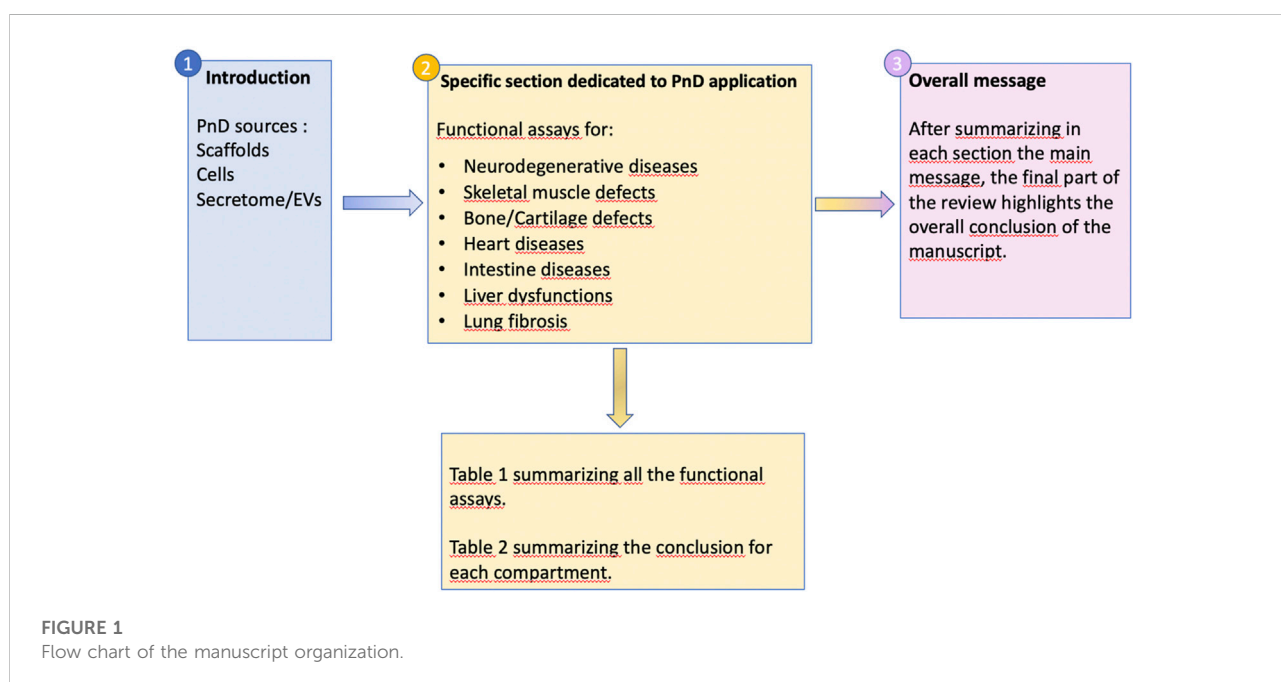 1
Introduction
PnD sources :
Scaffolds
Cells
Secretome/EVs
2
Specific section dedicated to PnD application
Functional assays for:
• Neurodegenerative diseases
• Skeletal muscle defects
• Bone/Cartilage defects
• Heart diseases
• Intestine diseases
• Liver dysfunctions
• Lung fibrosis
Table 1 summarizing all the functional
assays.
Table 2 summarizing the conclusion for
each compartment.
3
Overall message
After summarizing in
each section the main
message, the final part of
the review highlights the
overall conclusion of the
manuscript.
FIGURE 1
Flow chart of the manuscript organization.